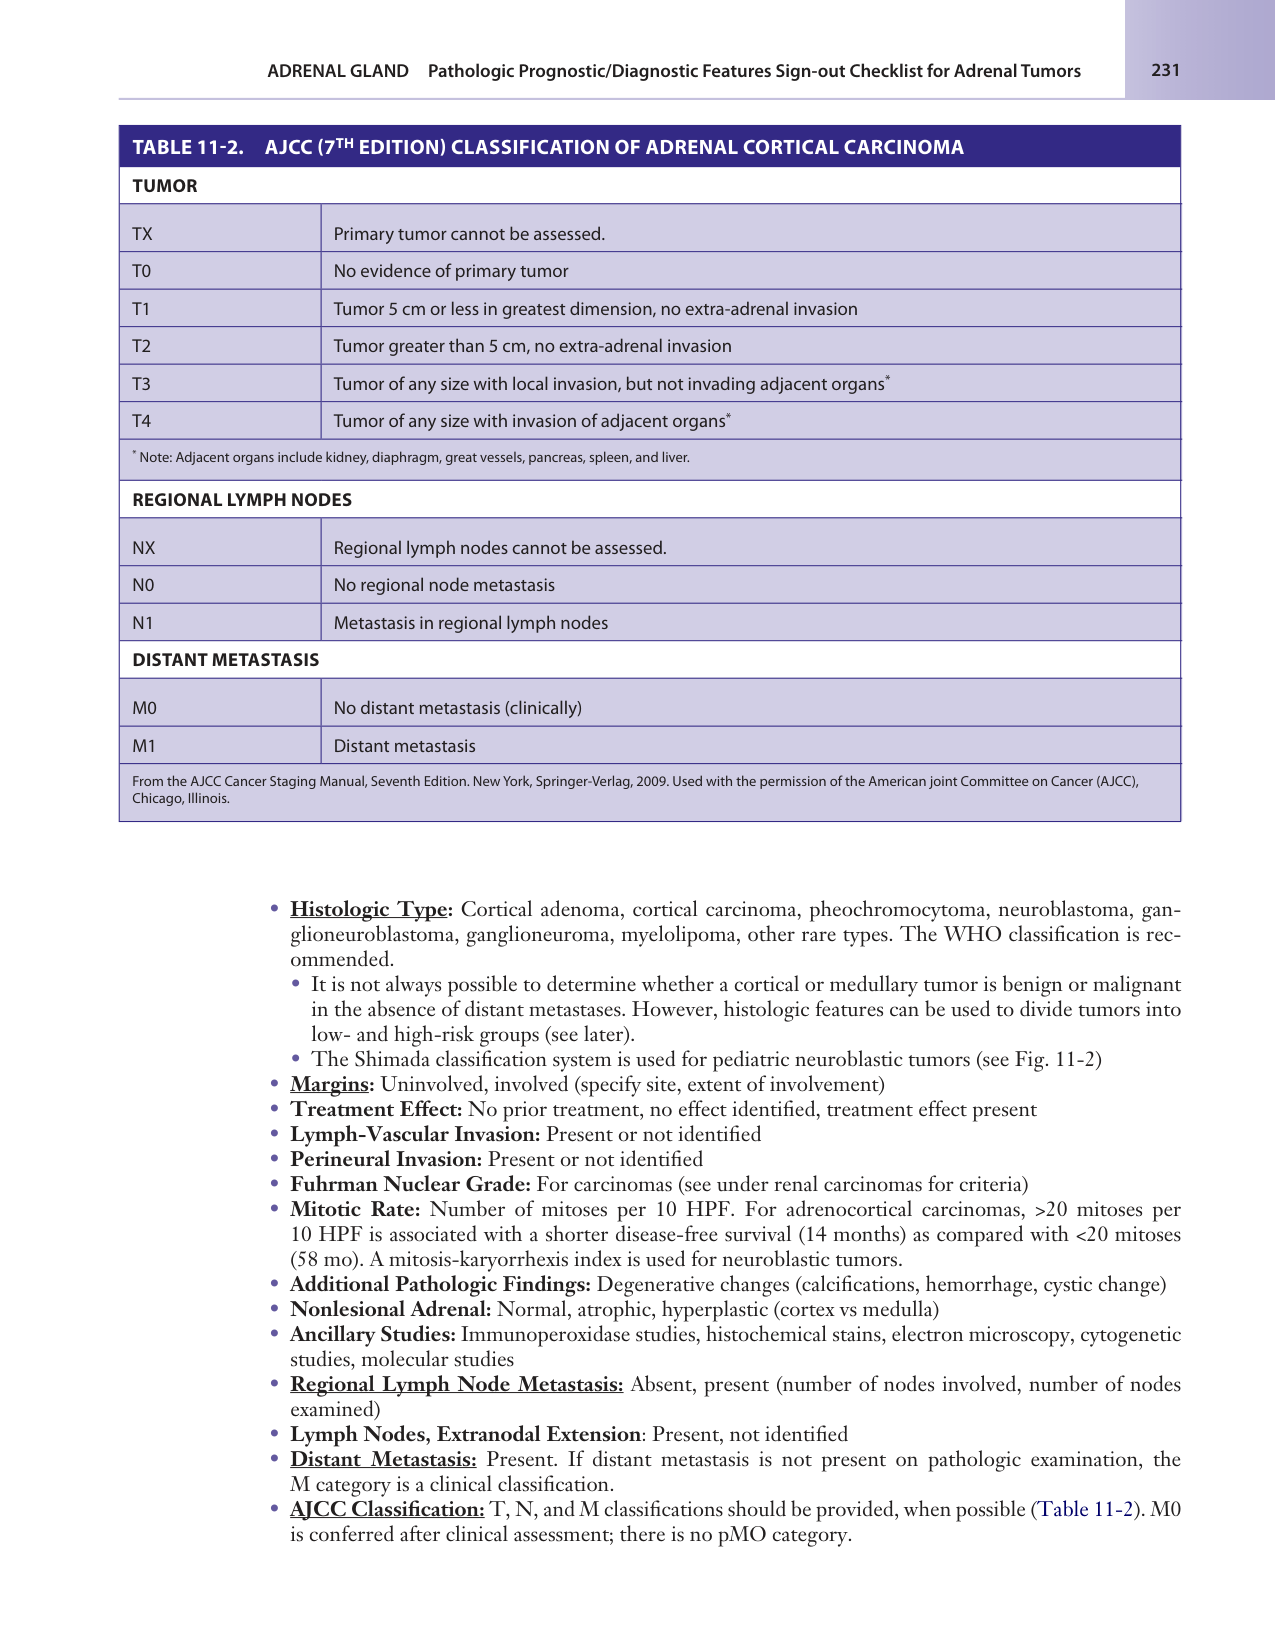 ADRENAL GLAND Pathologic Prognostic/Diagnostic Features Sign-out Checklist for Adrenal Tumors 231
TABLE 11-2. AJCC (7TH EDITION) CLASSIFICATION OF ADRENAL CORTICAL CARCINOMA
TUMOR
TX Primary tumor cannot be assessed.
T0 No evidence of primary tumor
T1 Tumor 5 cm or less in greatest dimension, no extra-adrenal invasion
T2 Tumor greater than 5 cm, no extra-adrenal invasion
T3 Tumor of any size with local invasion, but not invading adjacent organs*
T4 Tumor of any size with invasion of adjacent organs*
* Note: Adjacent organs include kidney, diaphragm, great vessels, pancreas, spleen, and liver.
REGIONAL LYMPH NODES
NX Regional lymph nodes cannot be assessed.
N0 No regional node metastasis
N1 Metastasis in regional lymph nodes
DISTANT METASTASIS
M0 No distant metastasis (clinically)
M1 Distant metastasis
From the AJCC Cancer Staging Manual, Seventh Edition. New York, Springer-Verlag, 2009. Used with the permission of the American joint Committee on Cancer (AJCC),
Chicago, Illinois.
• Histologic Type: Cortical adenoma, cortical carcinoma, pheochromocytoma, neuroblastoma, gan-
glioneuroblastoma, ganglioneuroma, myelolipoma, other rare types. The WHO classification is rec-
ommended.
• It is not always possible to determine whether a cortical or medullary tumor is benign or malignant
in the absence of distant metastases. However, histologic features can be used to divide tumors into
low- and high-risk groups (see later).
• The Shimada classification system is used for pediatric neuroblastic tumors (see Fig. 11-2)
• Margins: Uninvolved, involved (specify site, extent of involvement)
• Treatment Effect: No prior treatment, no effect identified, treatment effect present
• Lymph-Vascular Invasion: Present or not identified
• Perineural Invasion: Present or not identified
• Fuhrman Nuclear Grade: For carcinomas (see under renal carcinomas for criteria)
• Mitotic Rate: Number of mitoses per 10 HPF. For adrenocortical carcinomas, >20 mitoses per
10 HPF is associated with a shorter disease-free survival (14 months) as compared with <20 mitoses
(58 mo). A mitosis-karyorrhexis index is used for neuroblastic tumors.
• Additional Pathologic Findings: Degenerative changes (calcifications, hemorrhage, cystic change)
• Nonlesional Adrenal: Normal, atrophic, hyperplastic (cortex vs medulla)
• Ancillary Studies: Immunoperoxidase studies, histochemical stains, electron microscopy, cytogenetic
studies, molecular studies
• Regional Lymph Node Metastasis: Absent, present (number of nodes involved, number of nodes
examined)
• Lymph Nodes, Extranodal Extension: Present, not identified
• Distant Metastasis: Present. If distant metastasis is not present on pathologic examination, the
M category is a clinical classification.
• AJCC Classification: T, N, and M classifications should be provided, when possible (Table 11-2). M0
is conferred after clinical assessment; there is no pMO category.